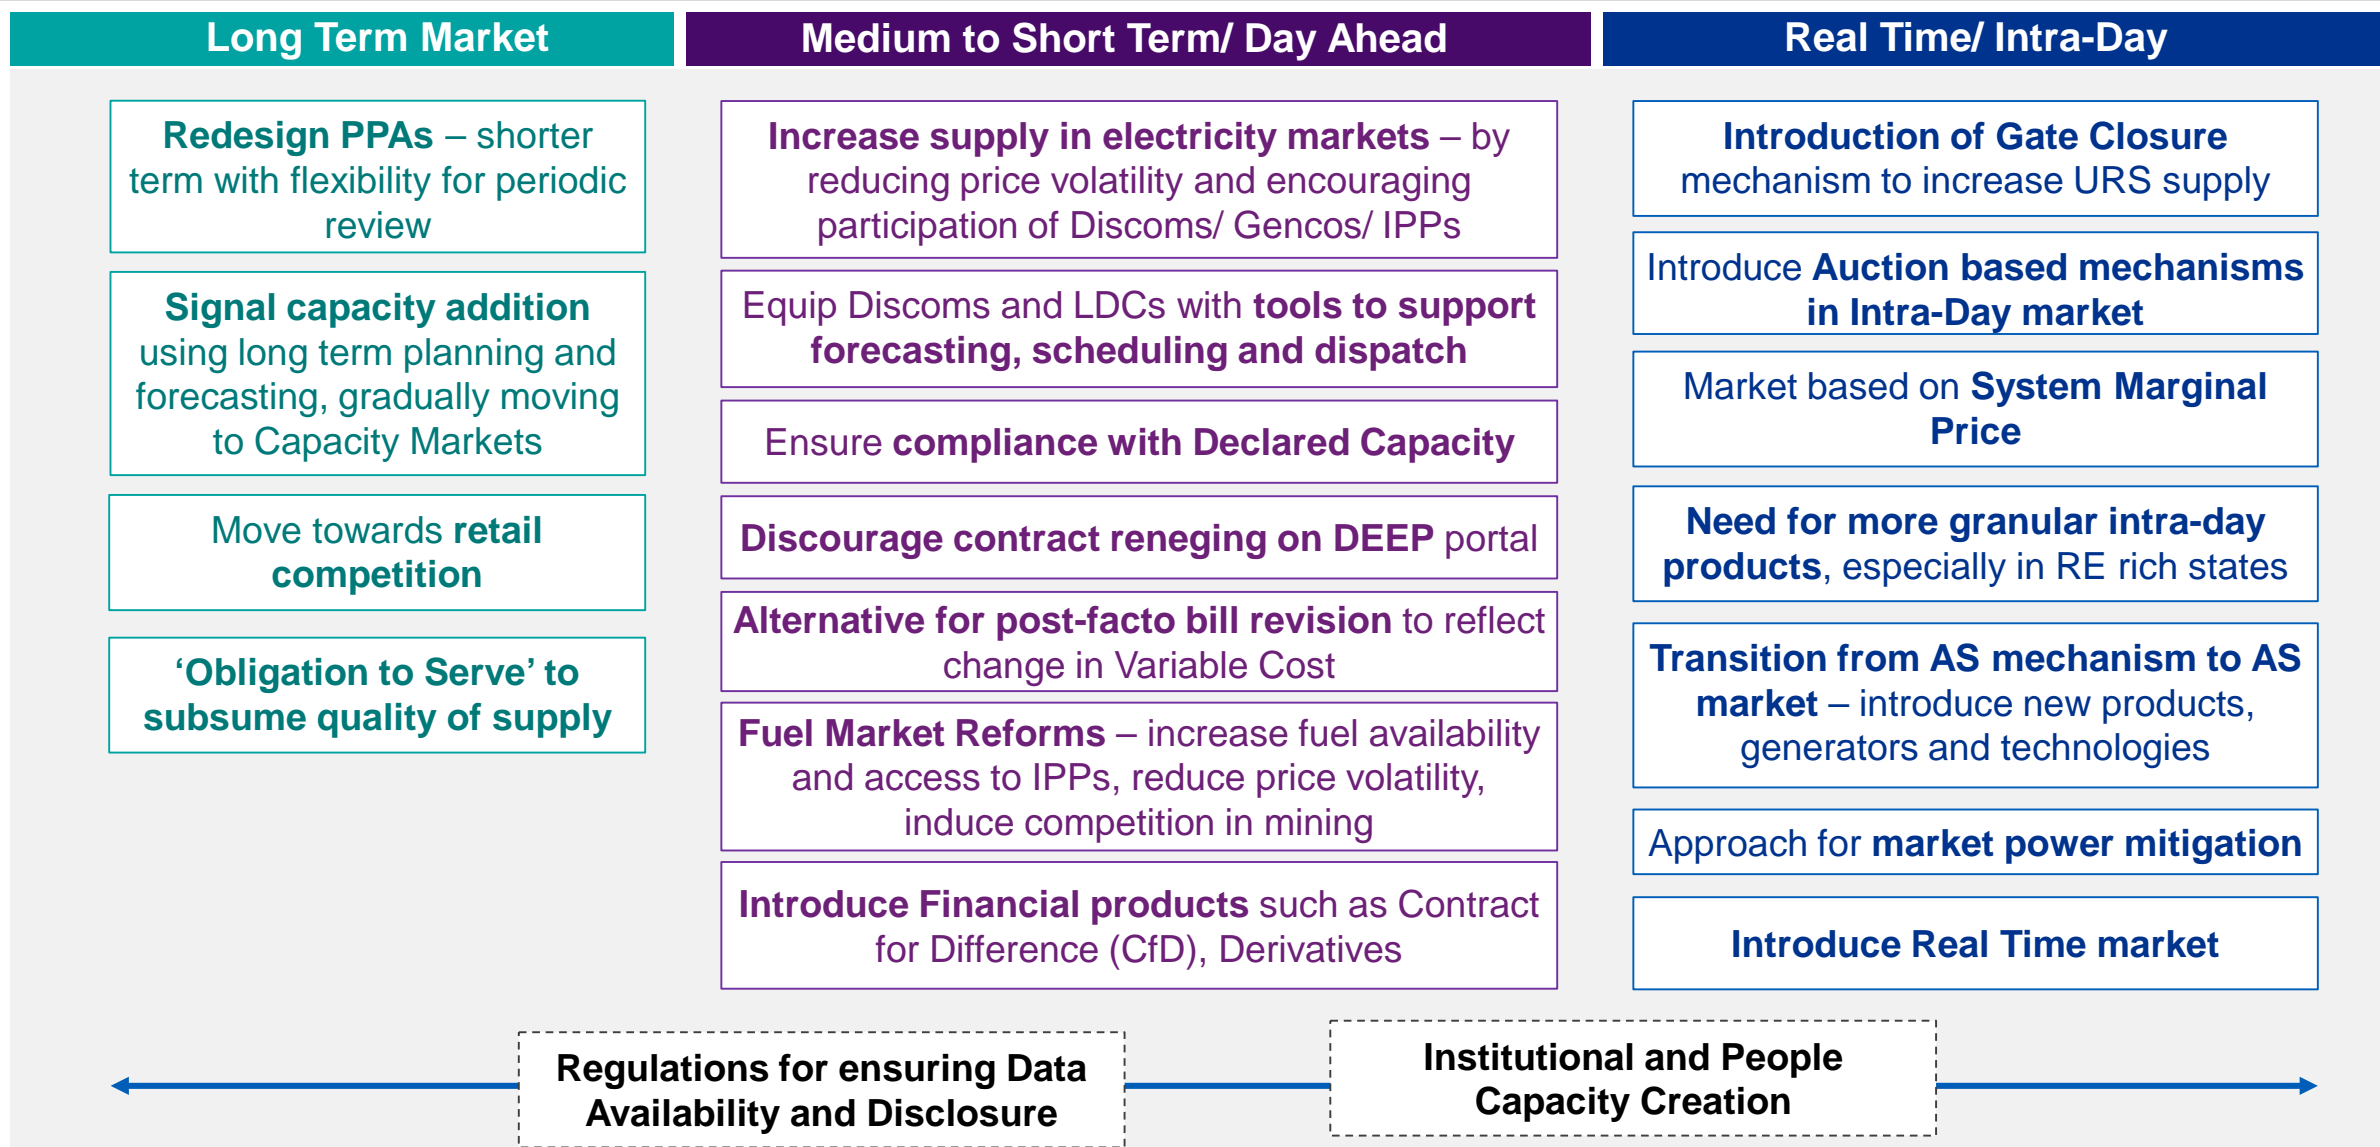 Long Term Market
Redesign PPAs – shorter
term with flexibility for periodic
review
Signal capacity addition
using long term planning and
forecasting, gradually moving
to Capacity Markets
Move towards retail
competition
‘Obligation to Serve’ to
subsume quality of supply
Medium to Short Term/ Day Ahead
Increase supply in electricity markets – by
reducing price volatility and encouraging
participation of Discoms/ Gencos/ IPPs
Equip Discoms and LDCs with tools to support
forecasting, scheduling and dispatch
Ensure compliance with Declared Capacity
Discourage contract reneging on DEEP portal
Alternative for post-facto bill revision to reflect
change in Variable Cost
Fuel Market Reforms – increase fuel availability
and access to IPPs, reduce price volatility,
induce competition in mining
Introduce Financial products such as Contract
for Difference (CfD), Derivatives
Real Time/ Intra-Day
Introduction of Gate Closure
mechanism to increase URS supply
Introduce Auction based mechanisms
in Intra-Day market
Market based on System Marginal
Price
Need for more granular intra-day
products, especially in RE rich states
Transition from AS mechanism to AS
market – introduce new products,
generators and technologies
Approach for market power mitigation
Introduce Real Time market
Regulations for ensuring Data
Availability and Disclosure
Institutional and People
Capacity Creation